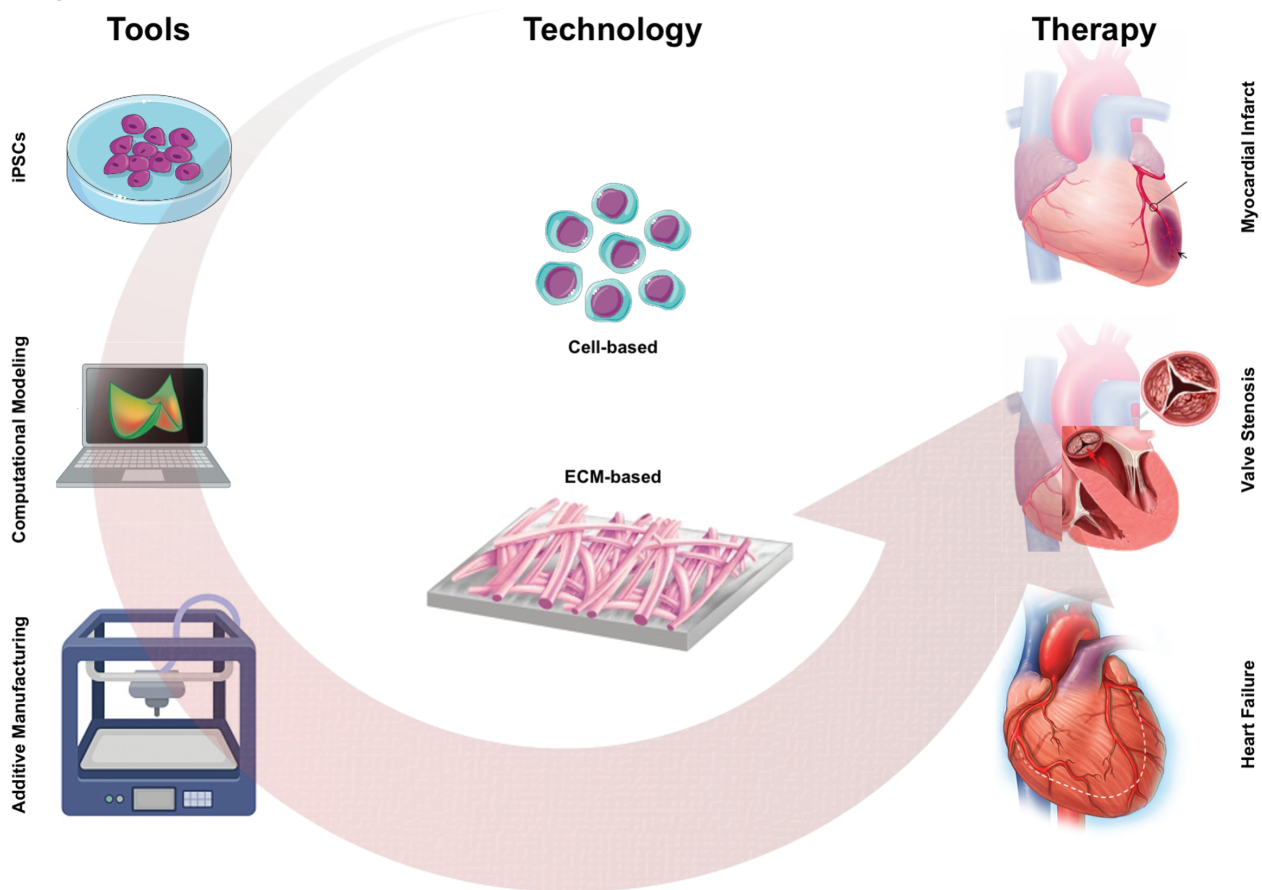 Tools
Technology
Therapy
iPSCs
Computational Modeling
Additive Manufacturing
Cell-based
ECM-based
Myocardial Infarct
Valve Stenosis
Heart Failure